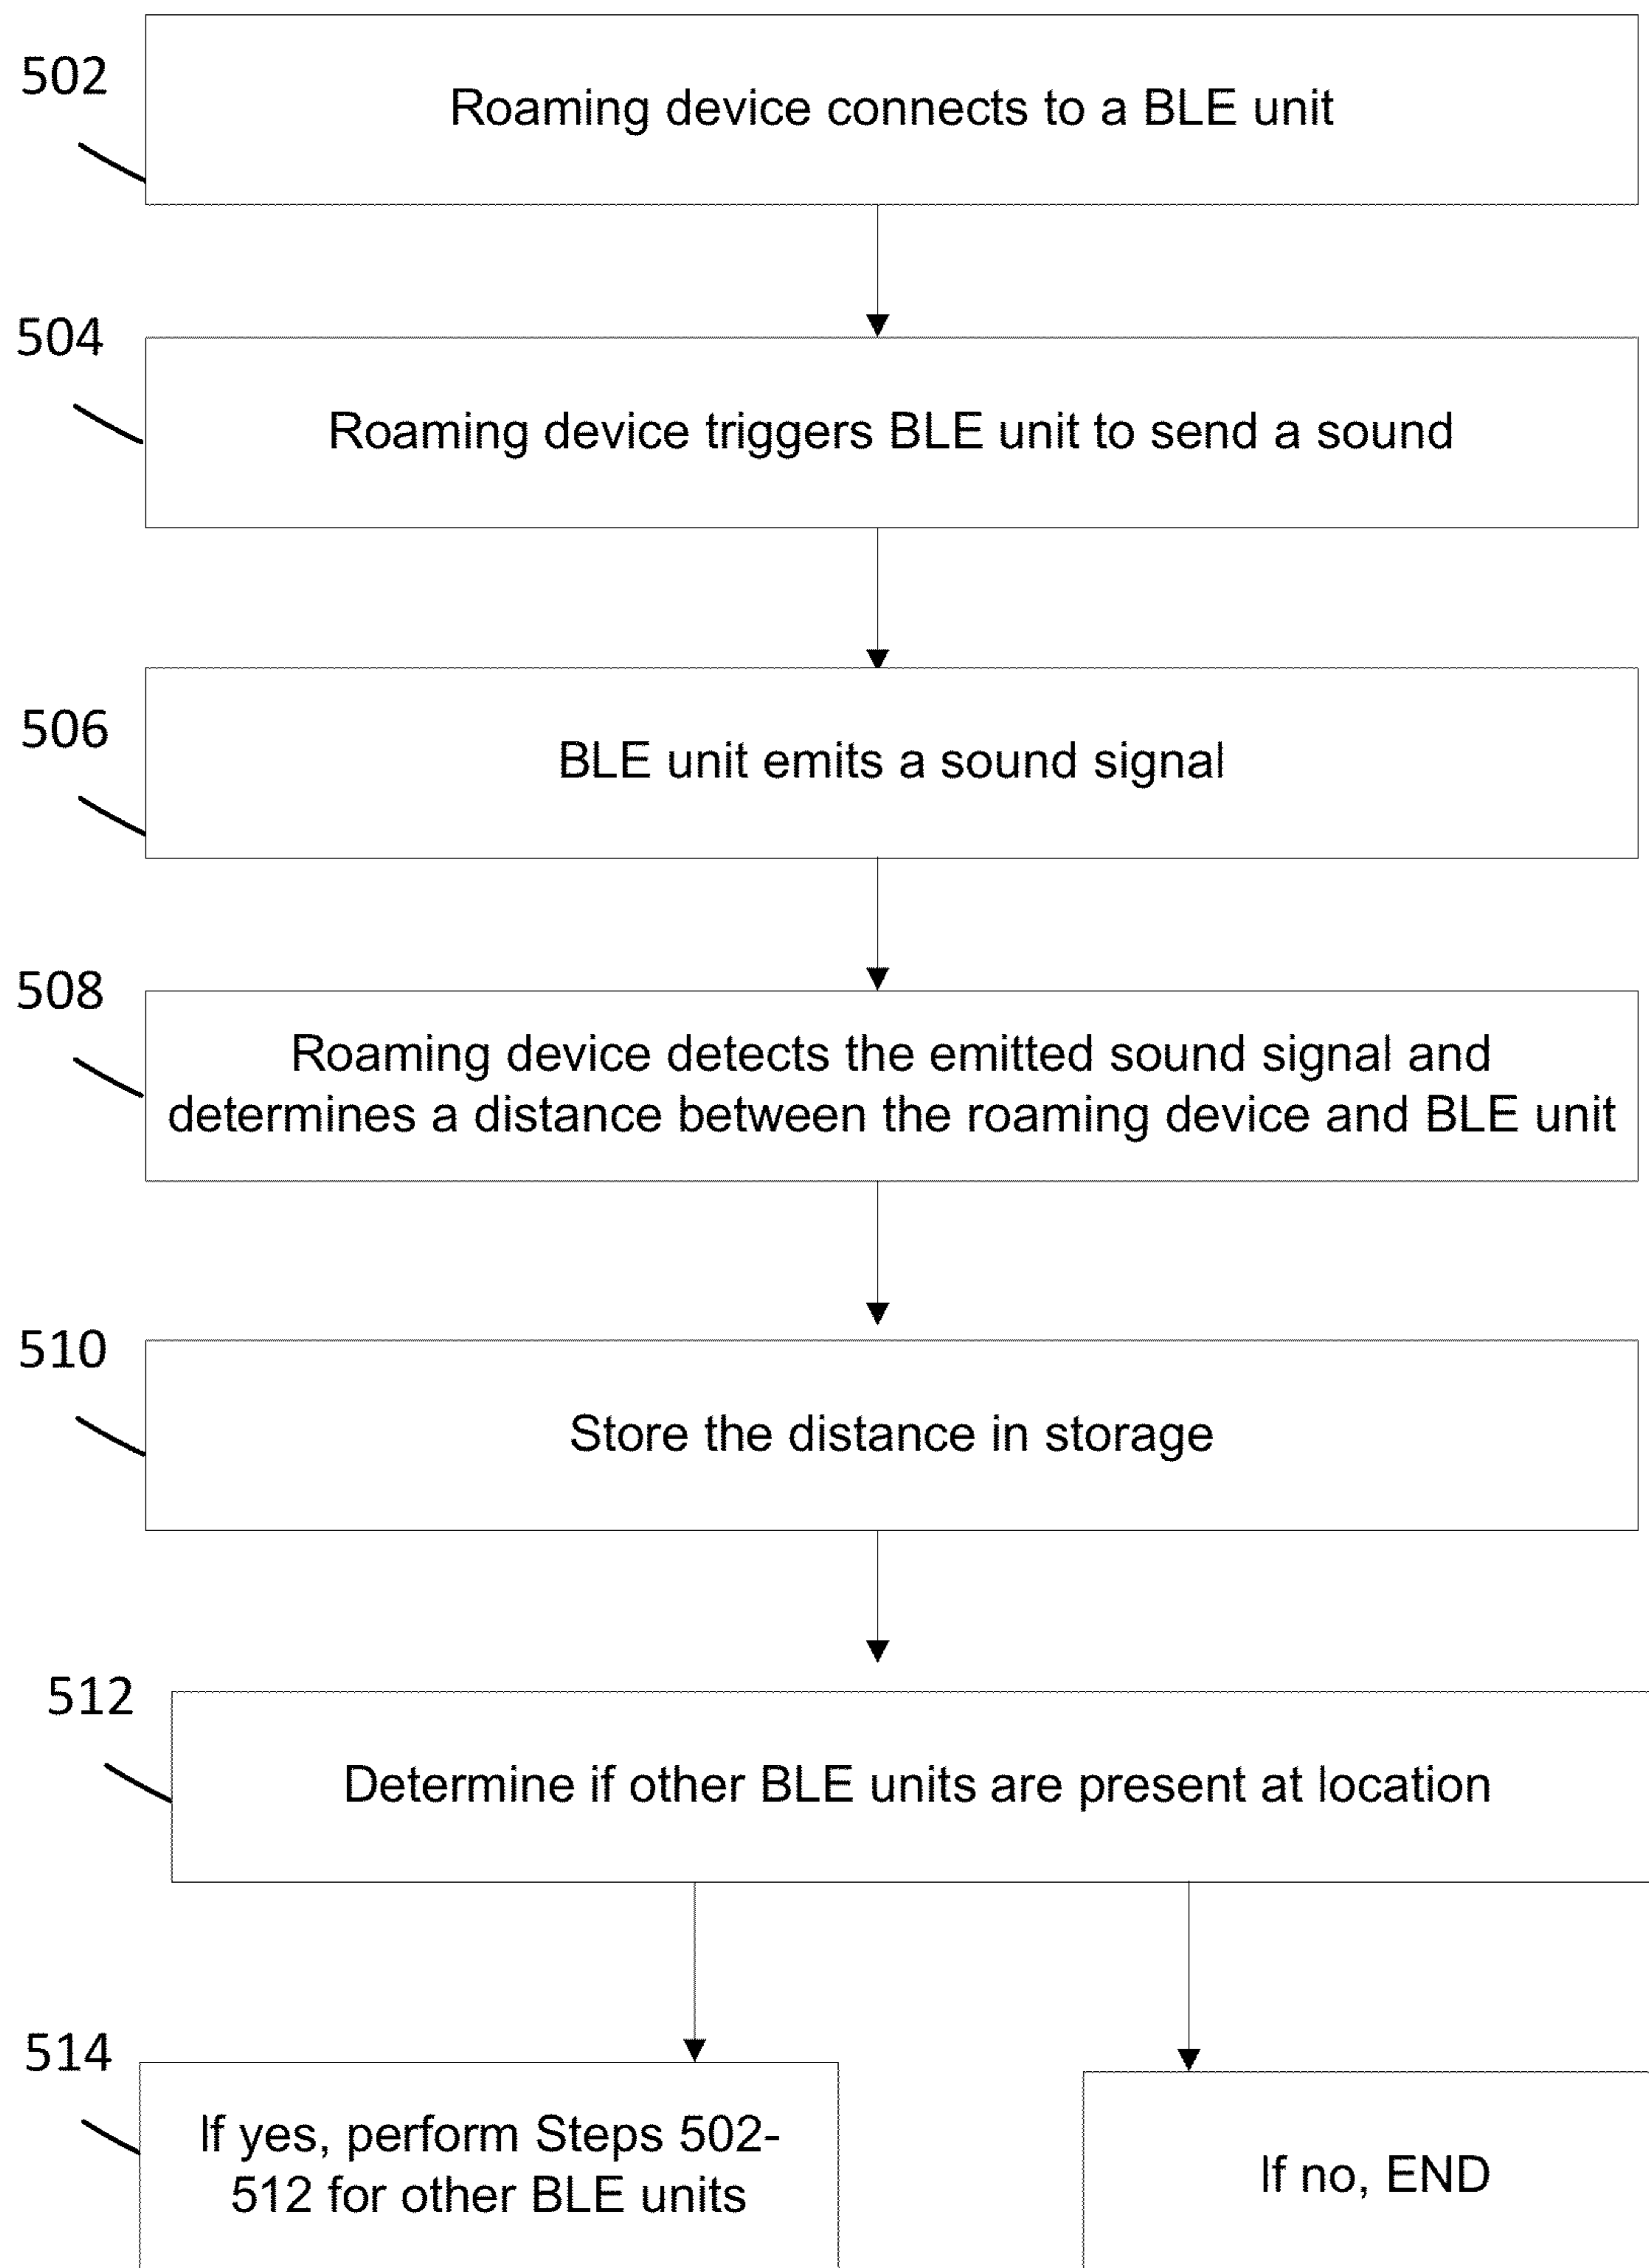 502
Roaming device connects to a BLE unit
504
Roaming device triggers BLE unit to send a sound
506
BLE unit emits a sound signal
508
Roaming device detects the emitted sound signal and
determines a distance between the roaming device and BLE unit
510
Store the distance in storage
512
Determine if other BLE units are present at location
514
If yes, perform Steps 502-
512 for other BLE units
If no, END